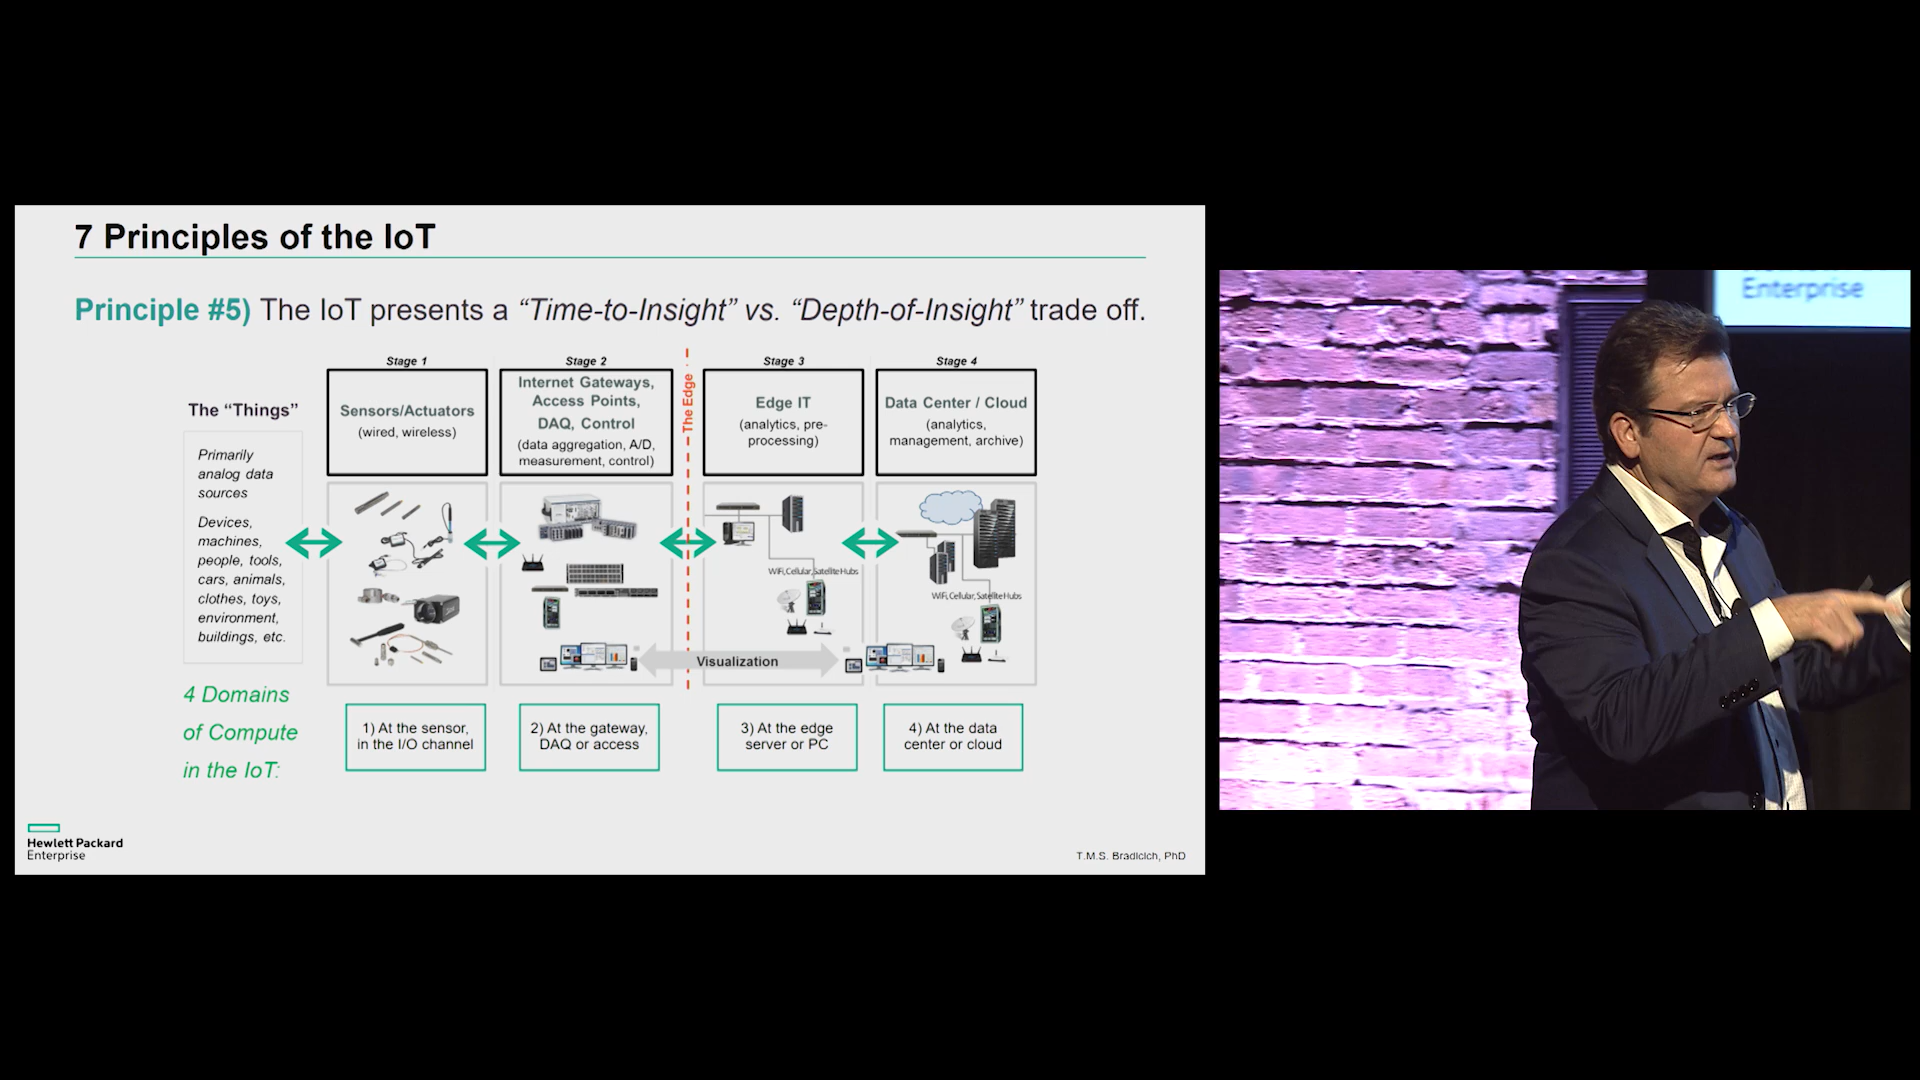 7 Principles of the IoT
Principle #5) The IoT presents a “Time-to-Insight” vs. “Depth-of-Insight” trade off.
The “Things”
Primarily
analog data
sources
Devices,
machines,
people, tools,
cars, animals,
clothes, toys,
environment,
buildings, etc.
Stage 1
Sensors/Actuators
(wired, wireless)
Stage 2
Internet Gateways,
Access Points,
DAQ, Control
(data aggregation, A/D,
measurement, control)
The Edge
Stage 3
Edge IT
(analytics, pre-
processing)
WiFi, Cellular, Satellite Hubs
Stage 4
Data Center / Cloud
(analytics,
management, archive)
WiFi, Cellular, Satellite Hubs
Visualization
4 Domains
of Compute
in the IoT:
1) At the sensor,
in the I/O channel
2) At the gateway,
DAQ or access
3) At the edge
server or PC
4) At the data
center or cloud
Hewlett Packard
Enterprise
T.M.S. Bradicich, PhD
Enterprise